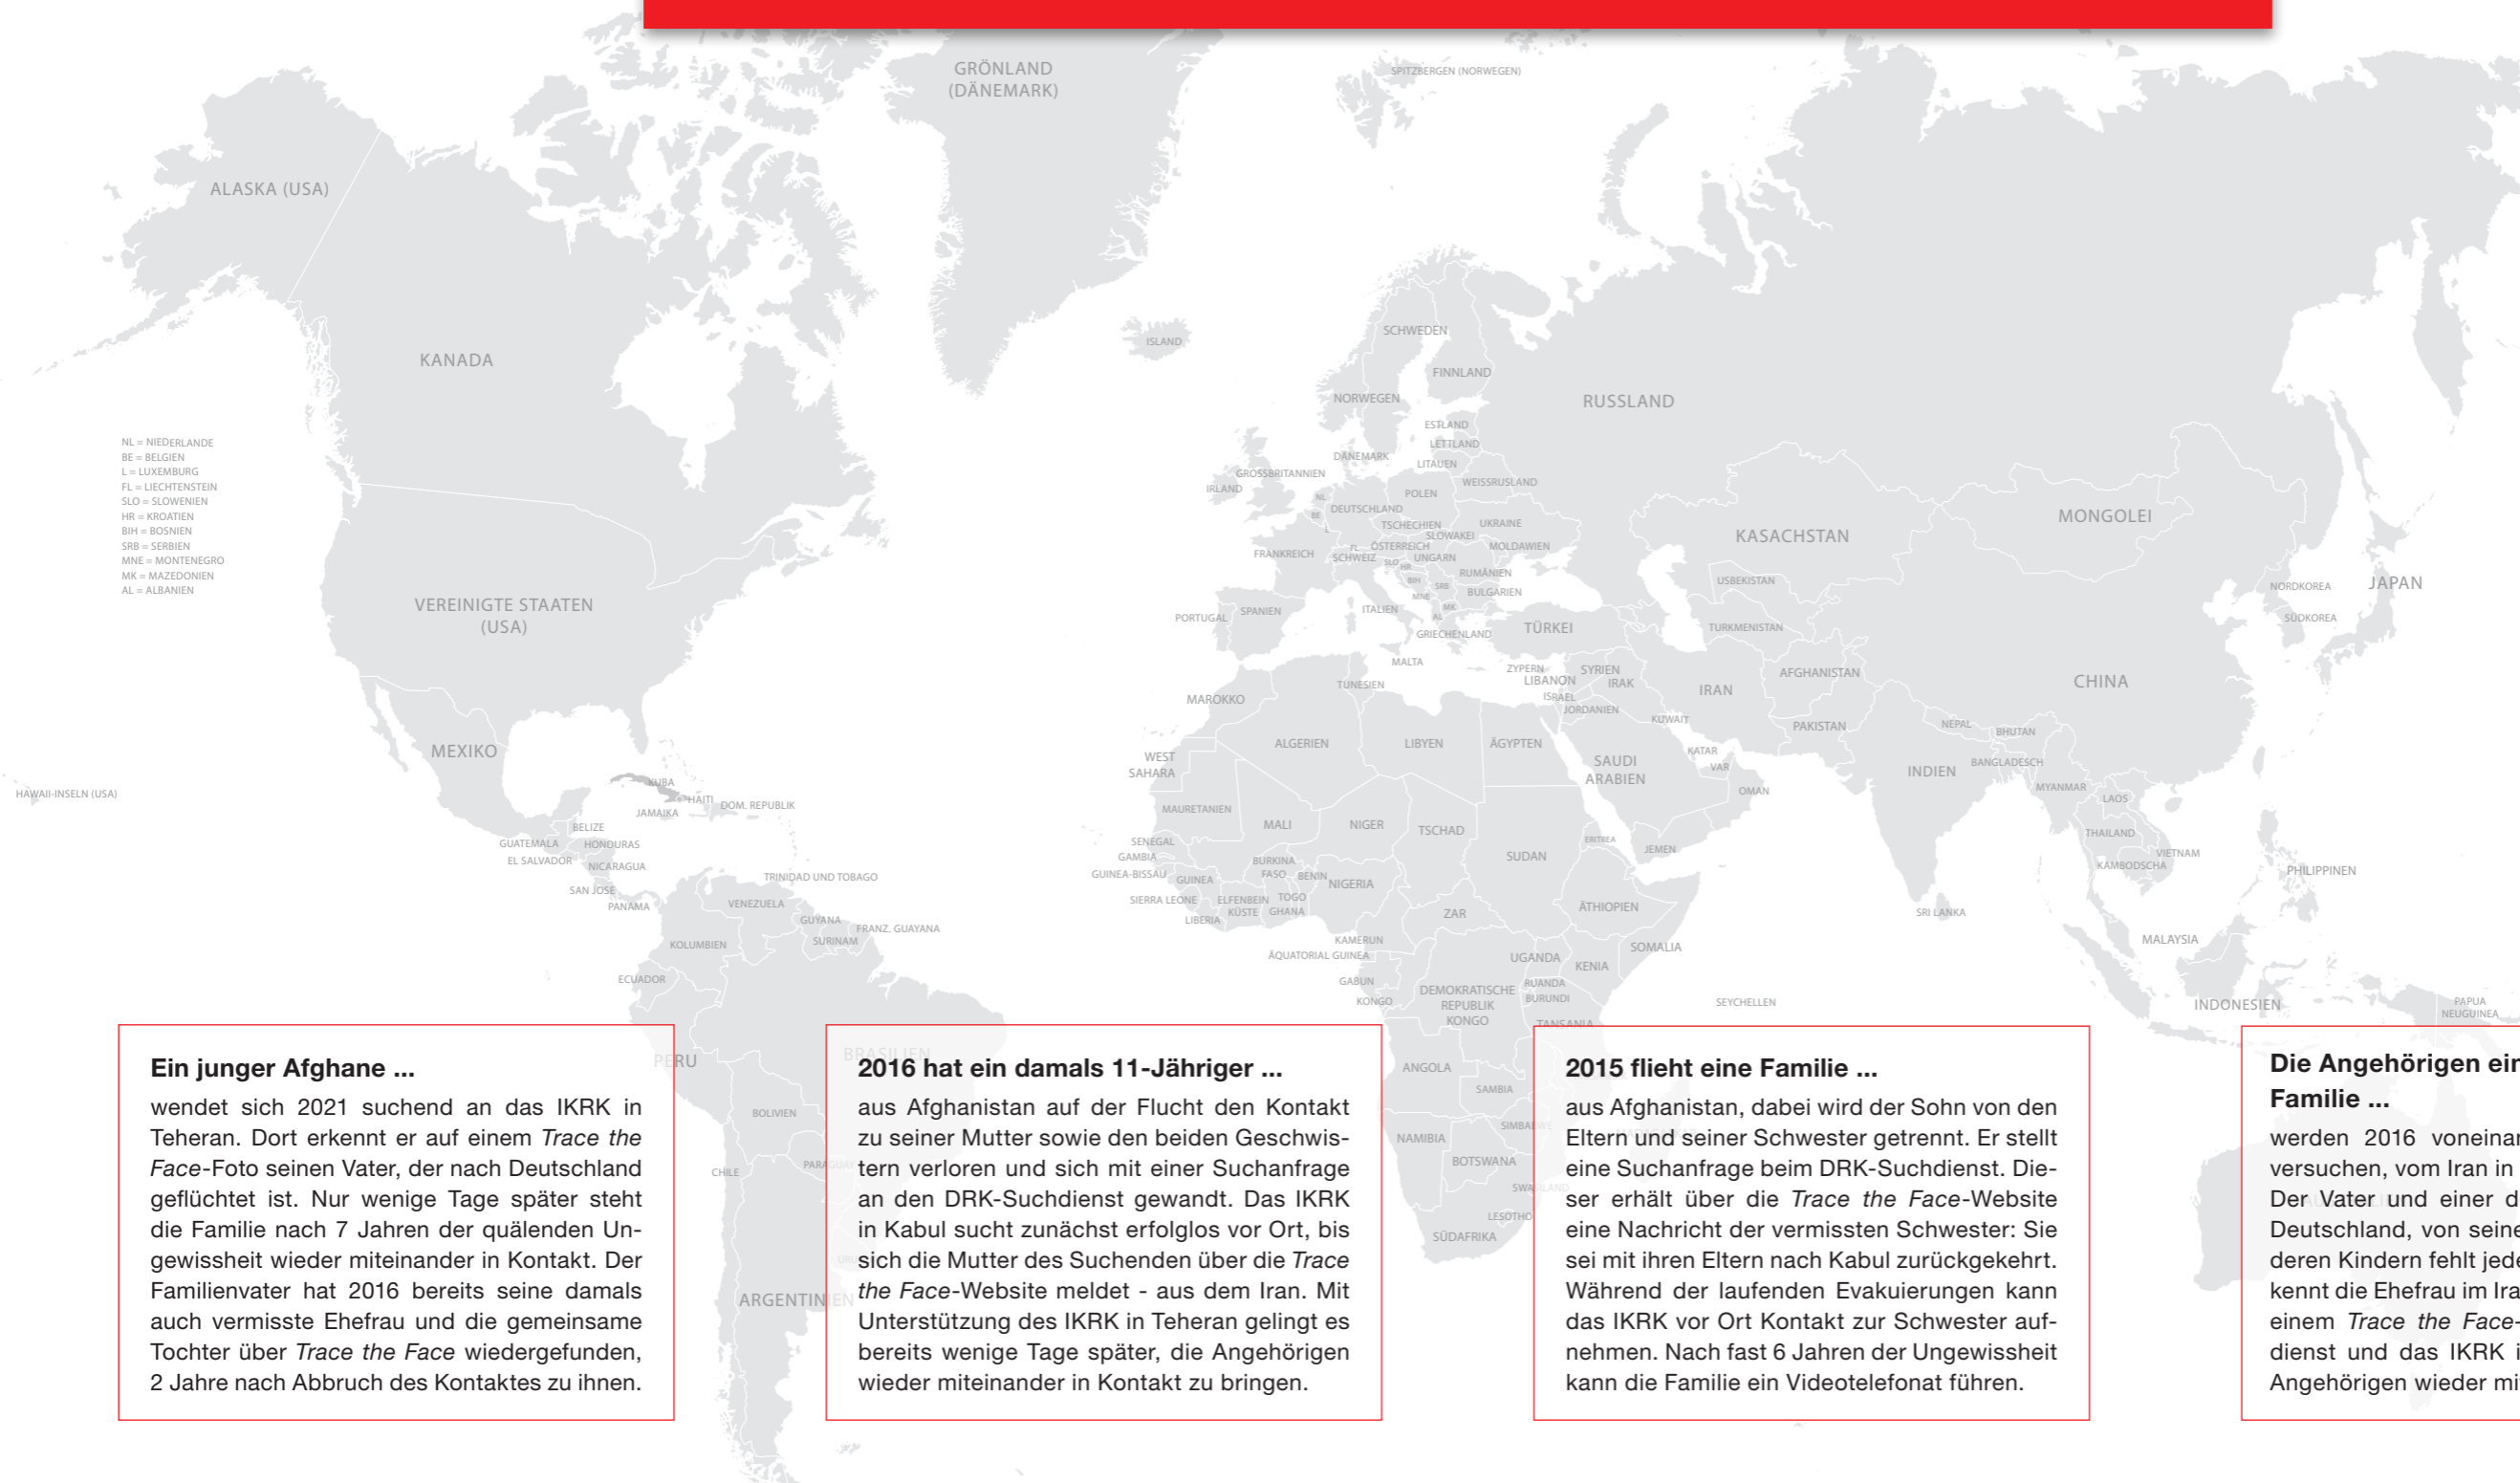 GRÖNLAND
(DÄNEMARK)
SPITZBERGEN (NORWEGEN)
ALASKA (USA)
KANADA
ISLAND
SCHWEDEN
FINNLAND
NORWEGEN
RUSSLAND
ESTLAND
LETTLAND
DÄNEMARK
LITAUEN
NL = NIEDERLANDE
BE = BELGIEN
L = LUXEMBURG
FL = LIECHTENSTEIN
SLO = SLOWENIEN
HR = KROATIEN
BIH = BOSNIEN
SRB = SERBIEN
MNE = MONTENEGRO
MK = MAZEDONIEN
AL = ALBANIEN
GROSSBRITANNIEN
IRLAND
WEISSRUSLAND
POLEN
NL
DEUTSCHLAND
BE
L
TSCHECHIEN
UKRAINE
SLOWAKEI
FL
ÖSTERREICH
MOLDAWIEN
FRANKREICH
SCHWEIZ
UNGARN
SLO
HR
RUMÄNIEN
BIH
SRB
BULGARIEN
MNE
MK
AL
ITALIEN
SPANIEN
PORTUGAL
GRIECHENLAND
TÜRKEI
KASACHSTAN
MONGOLEI
USBEKISTAN
TURKMENISTAN
NORDKOREA
JAPAN
SÜDKOREA
VEREINIGTE STAATEN
(USA)
MALTA
ZYPERN
SYRIEN
LIBANON
IRAK
ISRAEL
JORDANIEN
IRAN
AFGHANISTAN
CHINA
TUNESIEN
MAROKKO
KUWAIT
PAKISTAN
NEPAL
BHUTAN
ALGERIEN
LIBYEN
ÄGYPTEN
MEXIKO
WEST
SAHARA
SAUDI
ARABIEN
KATAR
VAR
OMAN
INDIEN
BANGLADESCH
MYANMAR
LAOS
HAWAII-INSELN (USA)
KUBA
HAITI
DOM. REPUBLIK
JAMAIKA
BELIZE
GUATEMALA
HONDURAS
EL SALVADOR
NICARAGUA
SAN JOSE
PANAMA
TRINIDAD UND TOBAGO
VENEZUELA
GUYANA
FRANZ. GUAYANA
SURINAM
KOLUMBIEN
ECUADOR
MAURETANIEN
MALI
NIGER
TSCHAD
SUDAN
ERITREA
JEMEN
SENEGAL
GAMBIA
GUINEA-BISSAU
GUINEA
BURKINA
FASO
BENIN
NIGERIA
SIERRA LEONE
LIBERIA
ELFENBEIN
KÜSTE
TOGO
GHANA
ZAR
ÄTHIOPIEN
KAMERUN
ÄQUATORIAL GUINEA
UGANDA
KENIA
SOMALIA
GABUN
KONGO
DEMOKRATISCHE
REPUBLIK
KONGO
RUANDA
BURUNDI
TANSANIA
SEYCHELLEN
THAILAND
VIETNAM
KAMBODSCHA
PHILIPPINEN
SRI LANKA
MALAYSIA
INDONESIEN
PAPUA
NEUGUINEA
PERU
BRASILIEN
BOLIVIEN
CHILE
PARAGUAY
ARGENTINIEN
ANGOLA
SAMBIA
SIMBABWE
NAMIBIA
BOTSWANA
SWASILAND
LESOTHO
SÜDAFRIKA
Ein junger Afghane ...
wendet sich 2021 suchend an das IKRK in
Teheran. Dort erkennt er auf einem Trace the
Face-Foto seinen Vater, der nach Deutschland
geflüchtet ist. Nur wenige Tage später steht
die Familie nach 7 Jahren der quälenden Un-
gewissheit wieder miteinander in Kontakt. Der
Familienvater hat 2016 bereits seine damals
auch vermisste Ehefrau und die gemeinsame
Tochter über Trace the Face wiedergefunden,
2 Jahre nach Abbruch des Kontaktes zu ihnen.
2016 hat ein damals 11-Jähriger ...
aus Afghanistan auf der Flucht den Kontakt
zu seiner Mutter sowie den beiden Geschwis-
tern verloren und sich mit einer Suchanfrage
an den DRK-Suchdienst gewandt. Das IKRK
in Kabul sucht zunächst erfolglos vor Ort, bis
sich die Mutter des Suchenden über die Trace
the Face-Website meldet - aus dem Iran. Mit
Unterstützung des IKRK in Teheran gelingt es
bereits wenige Tage später, die Angehörigen
wieder miteinander in Kontakt zu bringen.
2015 flieht eine Familie ...
aus Afghanistan, dabei wird der Sohn von den
Eltern und seiner Schwester getrennt. Er stellt
eine Suchanfrage beim DRK-Suchdienst. Die-
ser erhält über die Trace the Face-Website
eine Nachricht der vermissten Schwester: Sie
sei mit ihren Eltern nach Kabul zurückgekehrt.
Während der laufenden Evakuierungen kann
das IKRK vor Ort Kontakt zur Schwester auf-
nehmen. Nach fast 6 Jahren der Ungewissheit
kann die Familie ein Videotelefonat führen.
Die Angehörigen ein
Familie ...
werden 2016 voneinan
versuchen, vom Iran in
Der Vater und einer d
Deutschland, von seine
deren Kindern fehlt jede
kennt die Ehefrau im Ira
einem Trace the Face-
dienst und das IKRK i
Angehörigen wieder mi